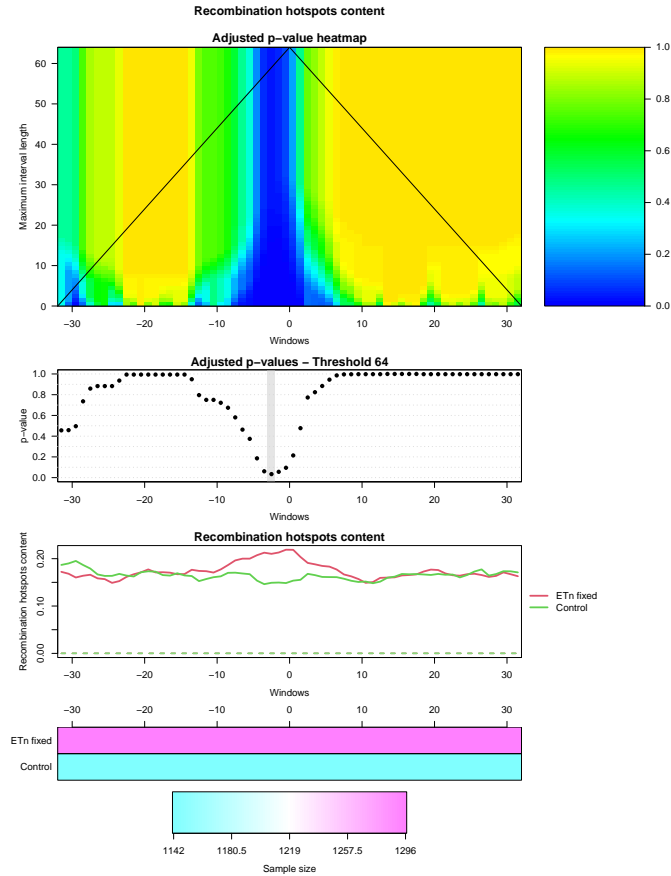 Recombination hotspots content
Adjusted p-value heatmap
Maximum interval length
0 10 20 30 40 50 60
−30 −20 −10 0 10 20 30
Windows
0.0 0.2 0.4 0.6 0.8 1.0
Adjusted p-values − Threshold 64
p-value
0.0 0.2 0.4 0.6 0.8 1.0
−30 −20 −10 0 10 20 30
Windows
Recombination hotspots content
Recombination hotspots content
0.00 0.10 0.20
−30 −20 −10 0 10 20 30
Windows
ETn fixed
Control
−30 −20 −10 0 10 20 30
ETn fixed
Control
1142 1180.5 1219 1257.5 1296
Sample size